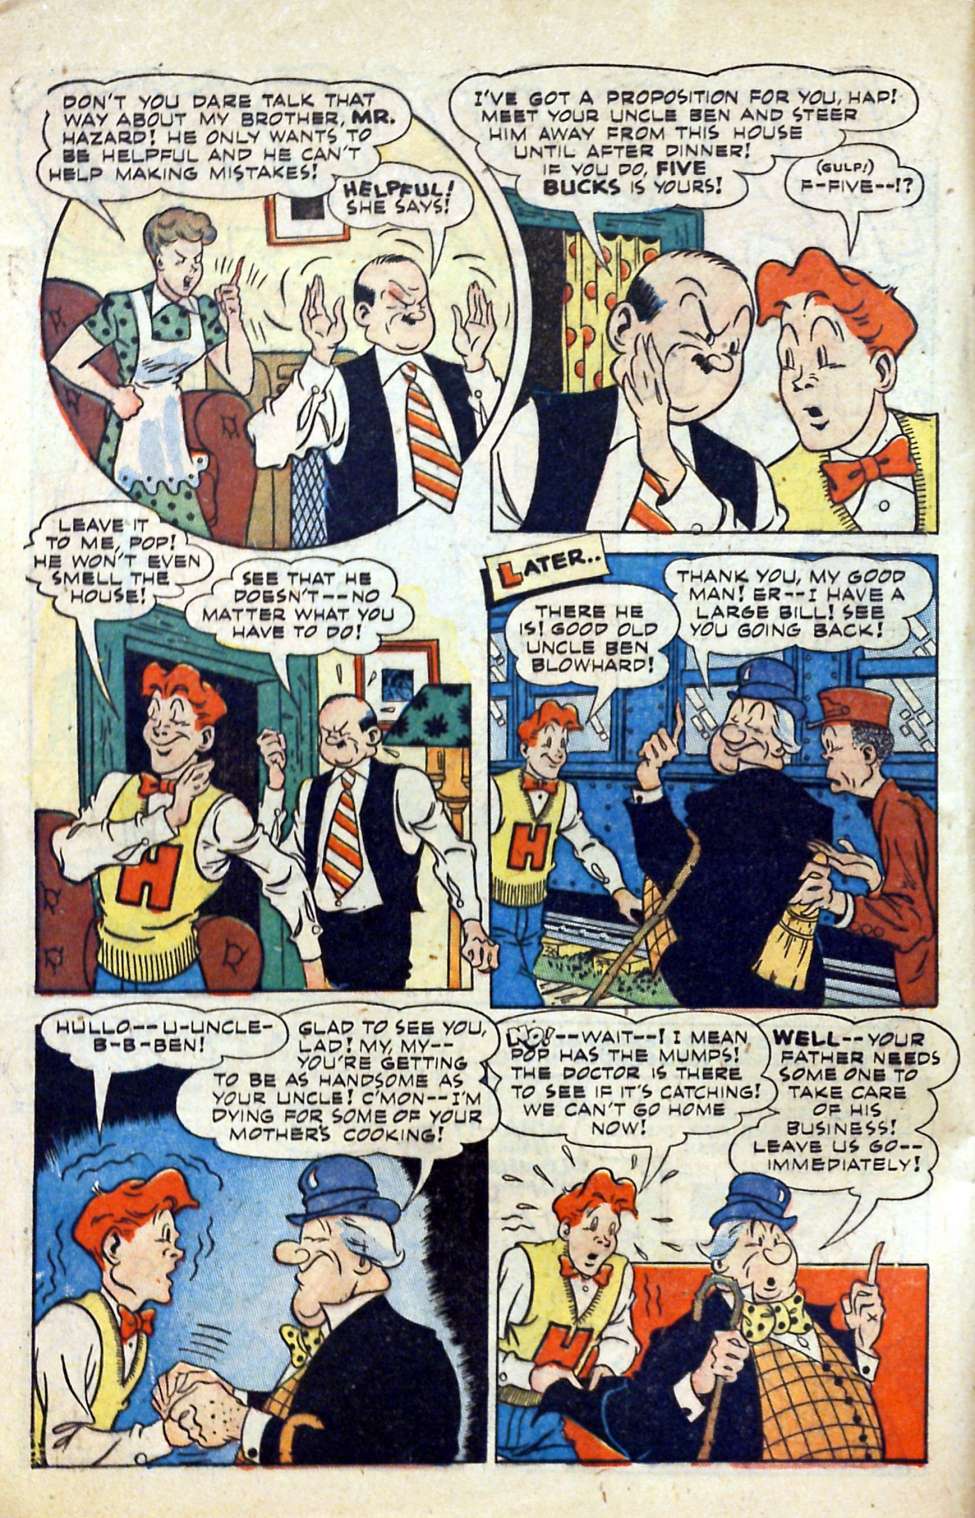 DON'T YOU DARE TALK THAT
WAY ABOUT MY BROTHER, MR.
HAZARD! HE ONLY WANTS TO
BE HELPFUL AND HE CAN'T
HELP MAKING MISTAKES!
HELPFUL!
SHE SAYS!
I'VE GOT A PROPOSITION FOR YOU, HAP!
MEET YOUR UNCLE BEN AND STEER
HIM AWAY FROM THIS HOUSE
UNTIL AFTER DINNER!
IF YOU DO, FIVE
BUCKS IS YOURS!
(GULP!)
F-FIVE--!?
LEAVE IT
TO ME, POP!
HE WON'T EVEN
SMELL THE
HOUSE!
SEE THAT HE
DOESN'T--NO
MATTER WHAT YOU
HAVE TO DO!
H
LATER..
THERE HE
IS! GOOD OLD
UNCLE BEN
BLOWHARD!
THANK YOU, MY GOOD
MAN! ER--I HAVE A
LARGE BILL! SEE
YOU GOING BACK!
H
HULLO--U-UNCLE-
B-B-BEN!
GLAD TO SEE YOU,
LAD! MY, MY--
YOU'RE GETTING
TO BE AS HANDSOME AS
YOUR UNCLE! C'MON--I'M
DYING FOR SOME OF YOUR
MOTHER'S COOKING!
NO!--WAIT--! I MEAN
POP HAS THE MUMPS!
THE DOCTOR IS THERE
TO SEE IF IT'S CATCHING!
WE CAN'T GO HOME
NOW!
WELL--YOUR
FATHER NEEDS
SOME ONE TO
TAKE CARE
OF HIS
BUSINESS!
LEAVE US GO--
IMMEDIATELY!
H